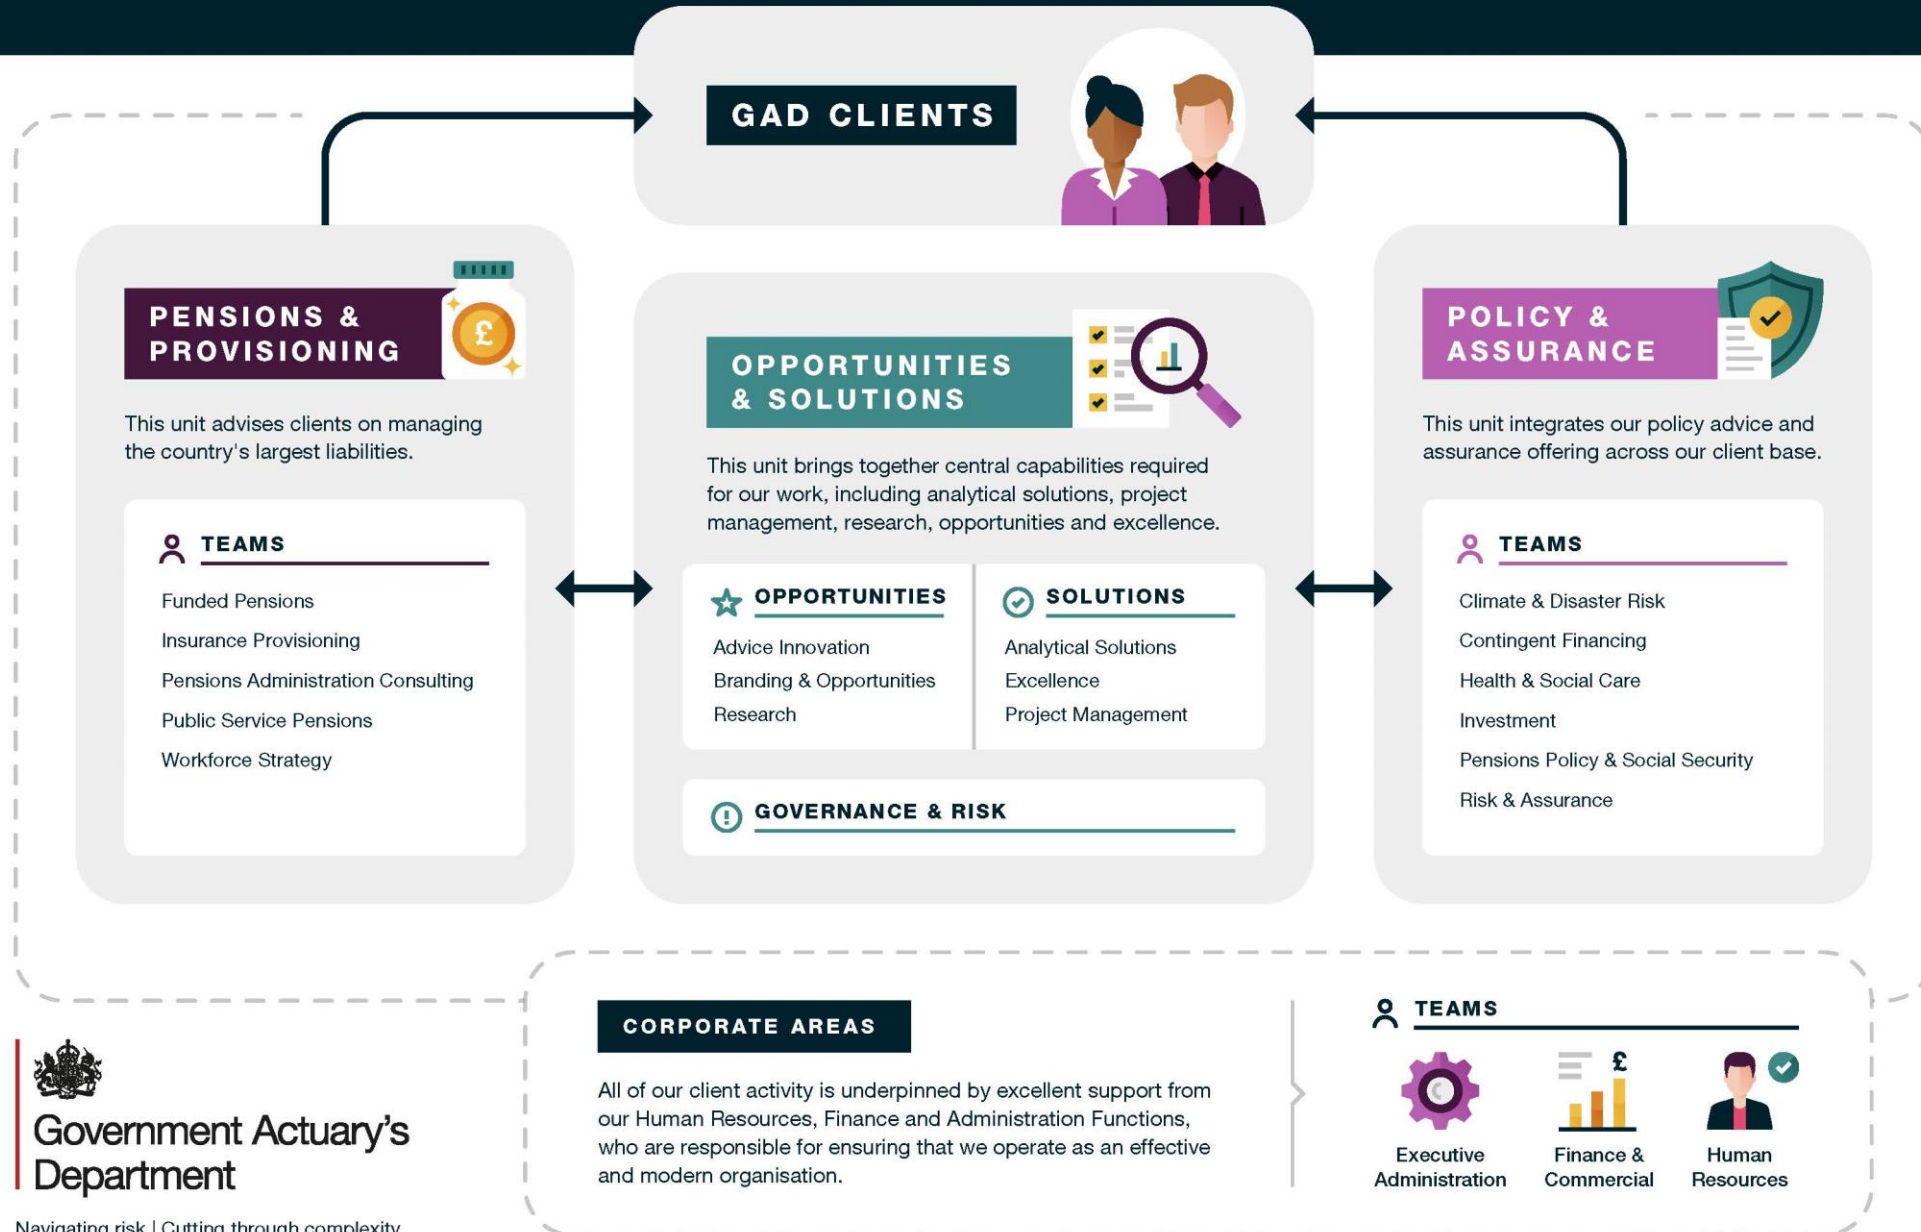 GAD CLIENTS
PENSIONS &
PROVISIONING
£
This unit advises clients on managing
the country's largest liabilities.
TEAMS
Funded Pensions
Insurance Provisioning
Pensions Administration Consulting
Public Service Pensions
Workforce Strategy
OPPORTUNITIES
& SOLUTIONS
This unit brings together central capabilities required
for our work, including analytical solutions, project
management, research, opportunities and excellence.
OPPORTUNITIES
Advice Innovation
Branding & Opportunities
Research
SOLUTIONS
Analytical Solutions
Excellence
Project Management
GOVERNANCE & RISK
POLICY &
ASSURANCE
This unit integrates our policy advice and
assurance offering across our client base.
TEAMS
Climate & Disaster Risk
Contingent Financing
Health & Social Care
Investment
Pensions Policy & Social Security
Risk & Assurance
CORPORATE AREAS
All of our client activity is underpinned by excellent support from
our Human Resources, Finance and Administration Functions,
who are responsible for ensuring that we operate as an effective
and modern organisation.
TEAMS
Executive
Administration
£
Finance &
Commercial
Human
Resources
Government Actuary's
Department
Navigating risk | Cutting through complexity